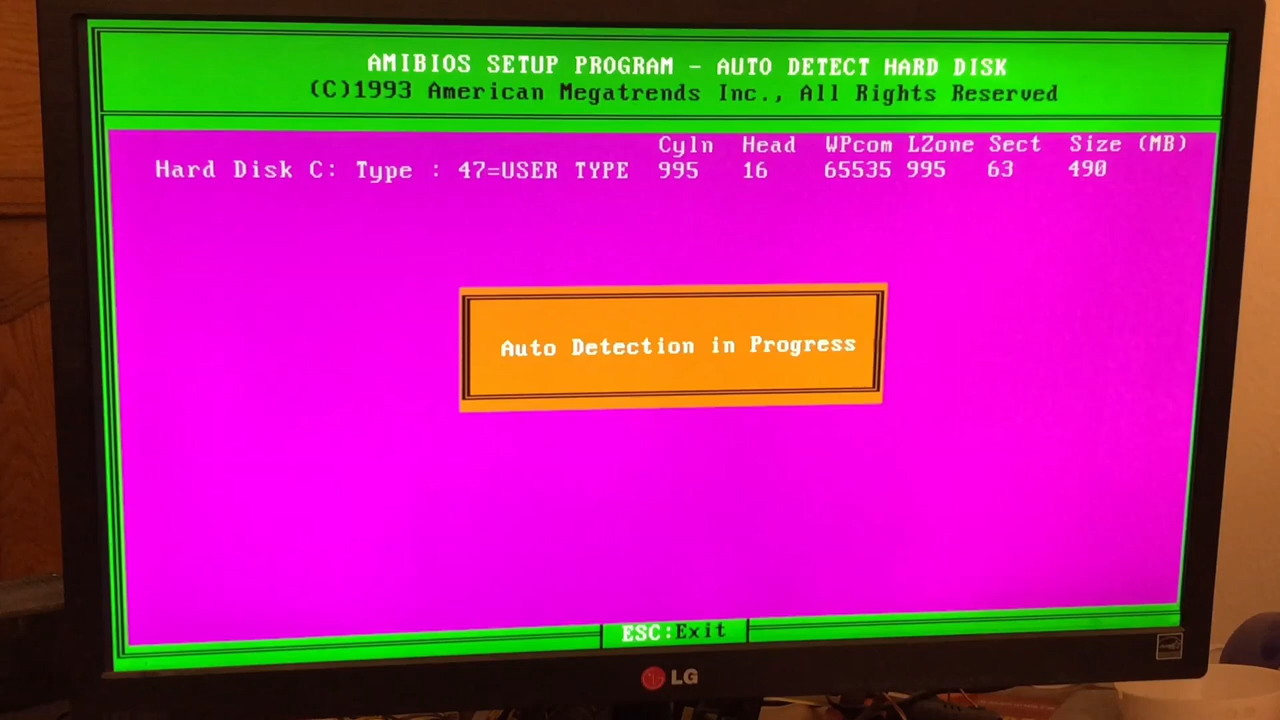 AMIBIOS SETUP PROGRAM - AUTO DETECT HARD DISK
(C)1993 American Megatrends Inc., All Rights Reserved
Cyln Head WPcom LZone Sect Size (MB)
Hard Disk C: Type : 47=USER TYPE 995 16 65535 995 63 490
Auto Detection in Progress
ESC:Exit
LG